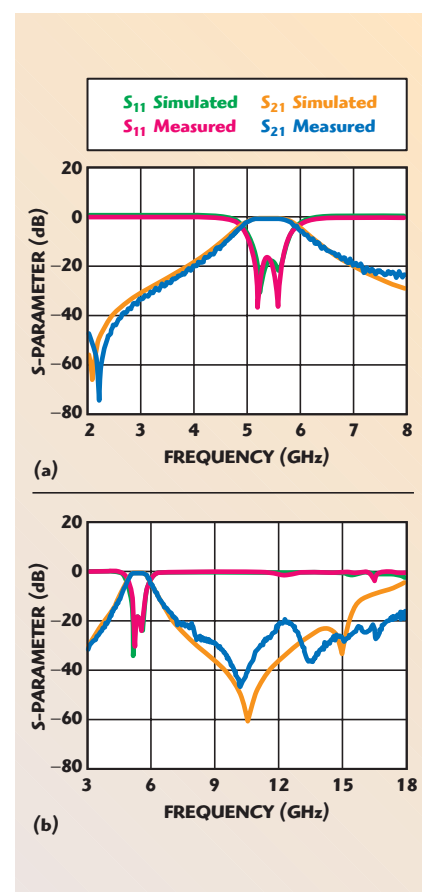 S11 Simulated S21 Simulated
S11 Measured S21 Measured
20
0
−20
−40
−60
−80
S-PARAMETER (dB)
2 3 4 5 6 7 8
FREQUENCY (GHz)
(a)
20
0
−20
−40
−60
−80
S-PARAMETER (dB)
3 6 9 12 15 18
FREQUENCY (GHz)
(b)